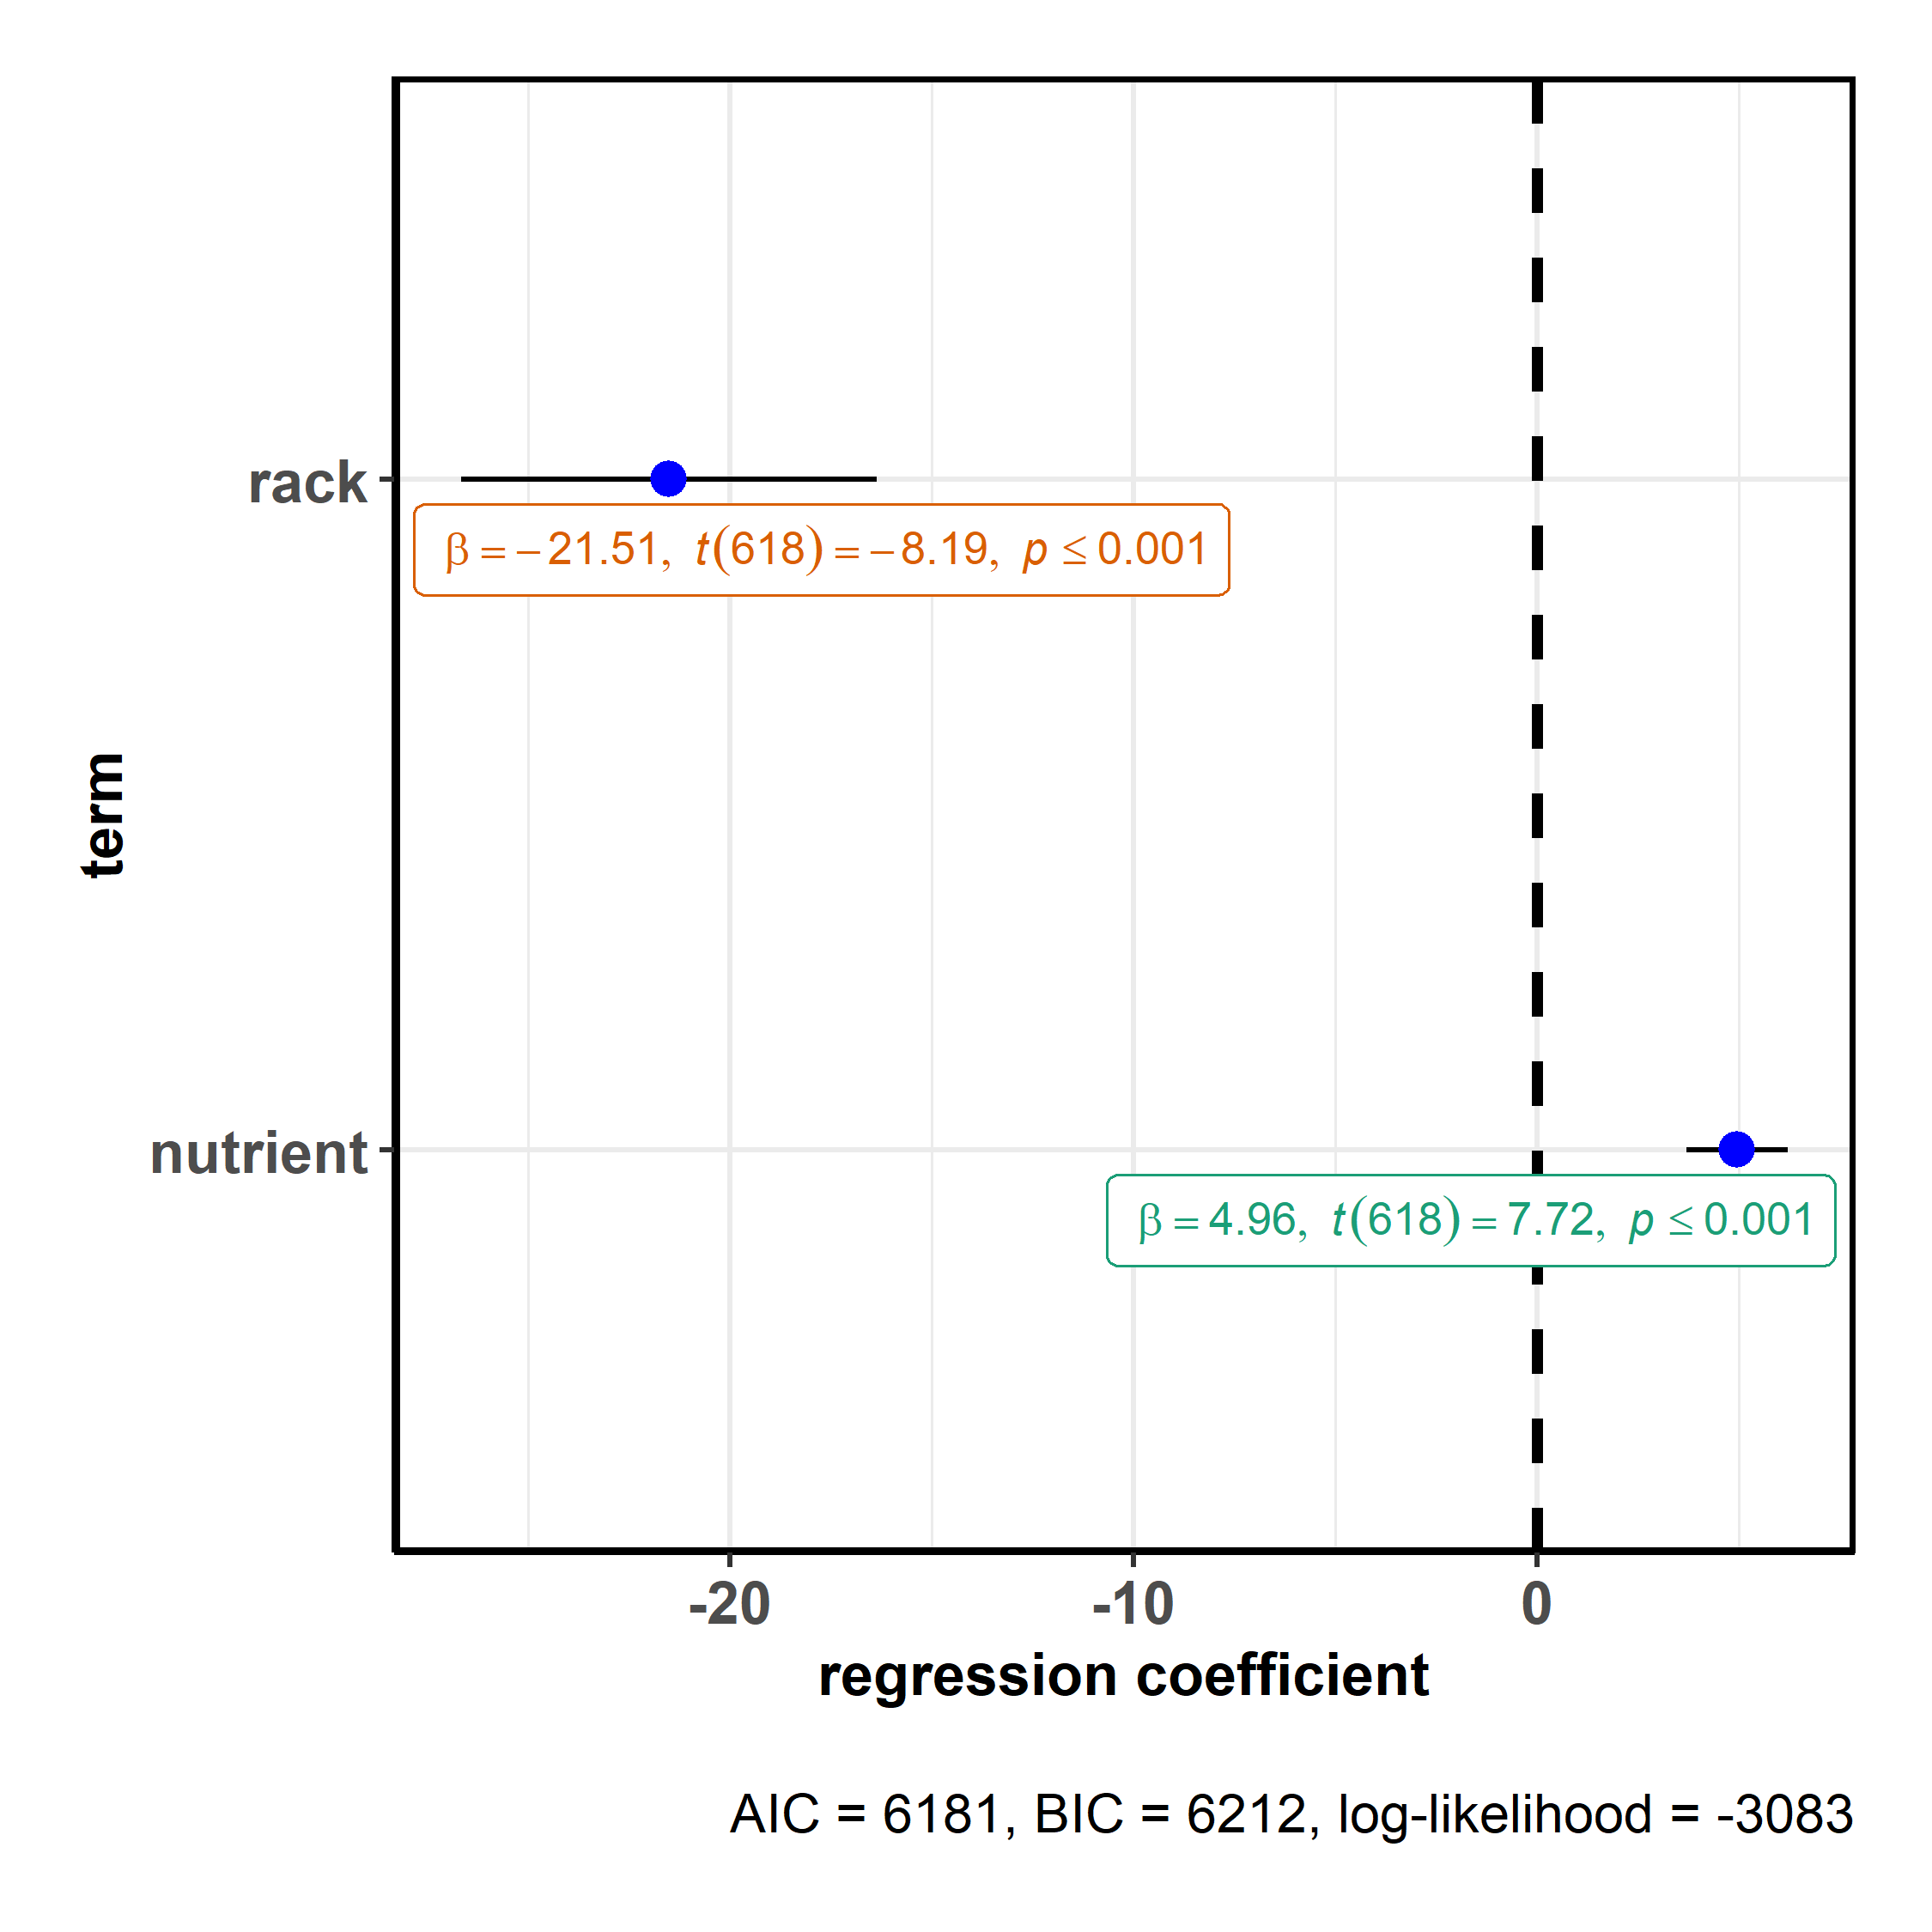 rack
β = −21.51, t(618) = −8.19, p ≤ 0.001
term
nutrient
β = 4.96, t(618) = 7.72, p ≤ 0.001
-20 -10 0
regression coefficient
AIC = 6181, BIC = 6212, log-likelihood = -3083